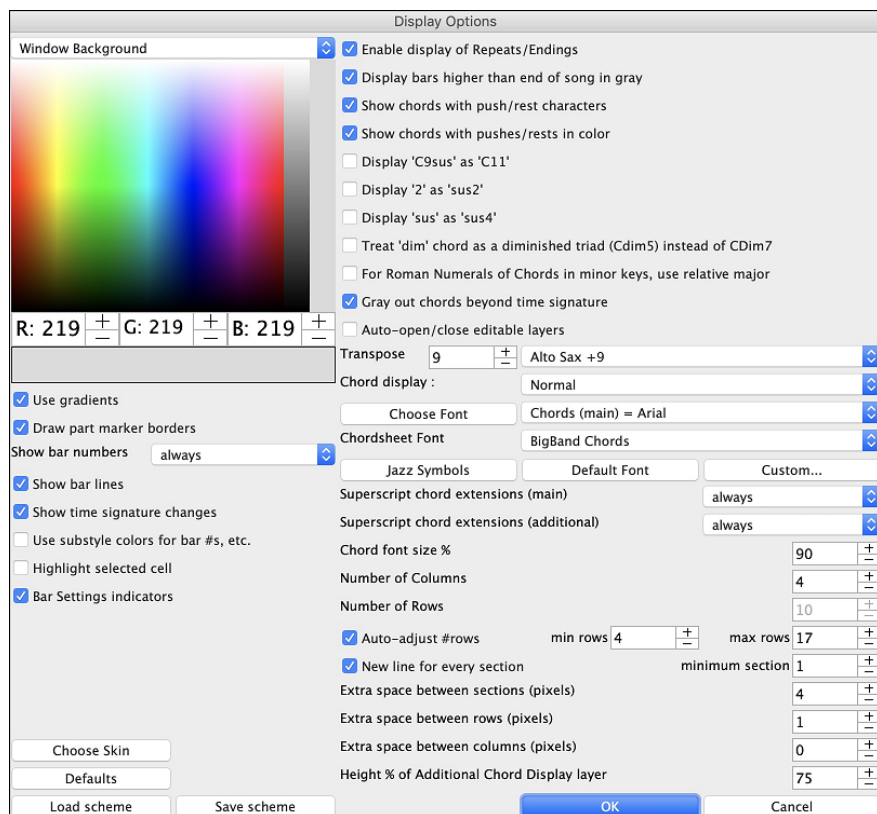 Display Options
Window Background
R: 219 + − G: 219 + − B: 219 + −
Use gradients
Draw part marker borders
Show bar numbers always
Show bar lines
Show time signature changes
Use substyle colors for bar #s, etc.
Highlight selected cell
Bar Settings indicators
Choose Skin
Defaults
Load scheme Save scheme
Enable display of Repeats/Endings
Display bars higher than end of song in gray
Show chords with push/rest characters
Show chords with pushes/rests in color
Display 'C9sus' as 'C11'
Display '2' as 'sus2'
Display 'sus' as 'sus4'
Treat 'dim' chord as a diminished triad (Cdim5) instead of CDim7
For Roman Numerals of Chords in minor keys, use relative major
Gray out chords beyond time signature
Auto-open/close editable layers
Transpose 9 + − Alto Sax +9
Chord display : Normal
Choose Font Chords (main) = Arial
Chordsheet Font BigBand Chords
Jazz Symbols Default Font Custom...
Superscript chord extensions (main) always
Superscript chord extensions (additional) always
Chord font size % 90 + −
Number of Columns 4 + −
Number of Rows 10 + −
Auto-adjust #rows min rows 4 + − max rows 17 + −
New line for every section minimum section 1 + −
Extra space between sections (pixels) 4 + −
Extra space between rows (pixels) 1 + −
Extra space between columns (pixels) 0 + −
Height % of Additional Chord Display layer 75 + −
OK Cancel